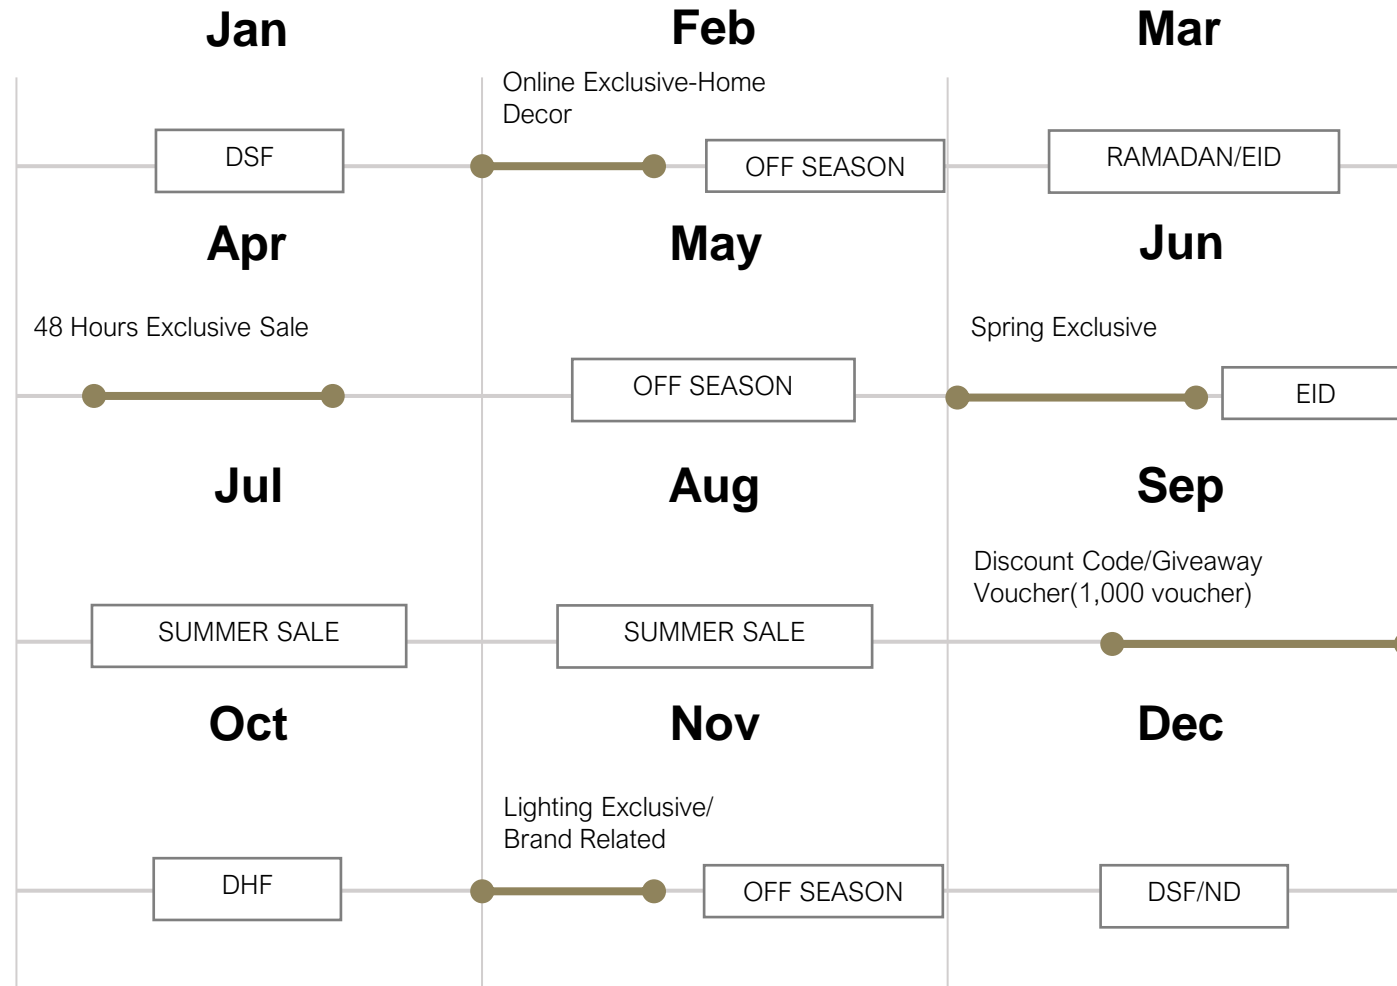 Jan
Feb
Mar
Online Exclusive-Home
Decor
DSF
OFF SEASON
RAMADAN/EID
Apr
May
Jun
48 Hours Exclusive Sale
Spring Exclusive
OFF SEASON
EID
Jul
Aug
Sep
Discount Code/Giveaway
Voucher(1,000 voucher)
SUMMER SALE
SUMMER SALE
Oct
Nov
Dec
Lighting Exclusive/
Brand Related
DHF
OFF SEASON
DSF/ND